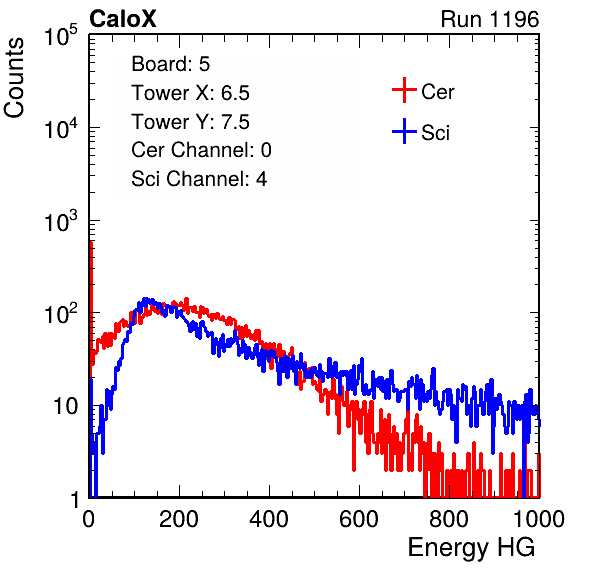 CaloX Run 1196
Counts
10^5
10^4
10^3
10^2
10
1
Board: 5
Tower X: 6.5
Tower Y: 7.5
Cer Channel: 0
Sci Channel: 4
Cer
Sci
0 200 400 600 800 1000
Energy HG